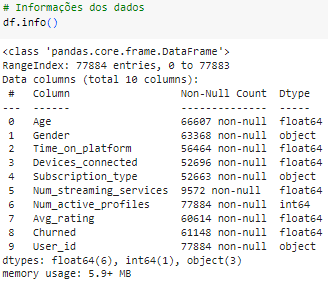 # Informações dos dados
df.info()
<class 'pandas.core.frame.DataFrame'>
RangeIndex: 77884 entries, 0 to 77883
Data columns (total 10 columns):
 #   Column                  Non-Null Count  Dtype
---  ------                  --------------  -----
 0   Age                     66607 non-null  float64
 1   Gender                  63368 non-null  object
 2   Time_on_platform        56464 non-null  float64
 3   Devices_connected       52696 non-null  float64
 4   Subscription_type       52663 non-null  object
 5   Num_streaming_services  9572 non-null   float64
 6   Num_active_profiles     77884 non-null  int64
 7   Avg_rating              60614 non-null  float64
 8   Churned                 61148 non-null  float64
 9   User_id                 77884 non-null  object
dtypes: float64(6), int64(1), object(3)
memory usage: 5.9+ MB